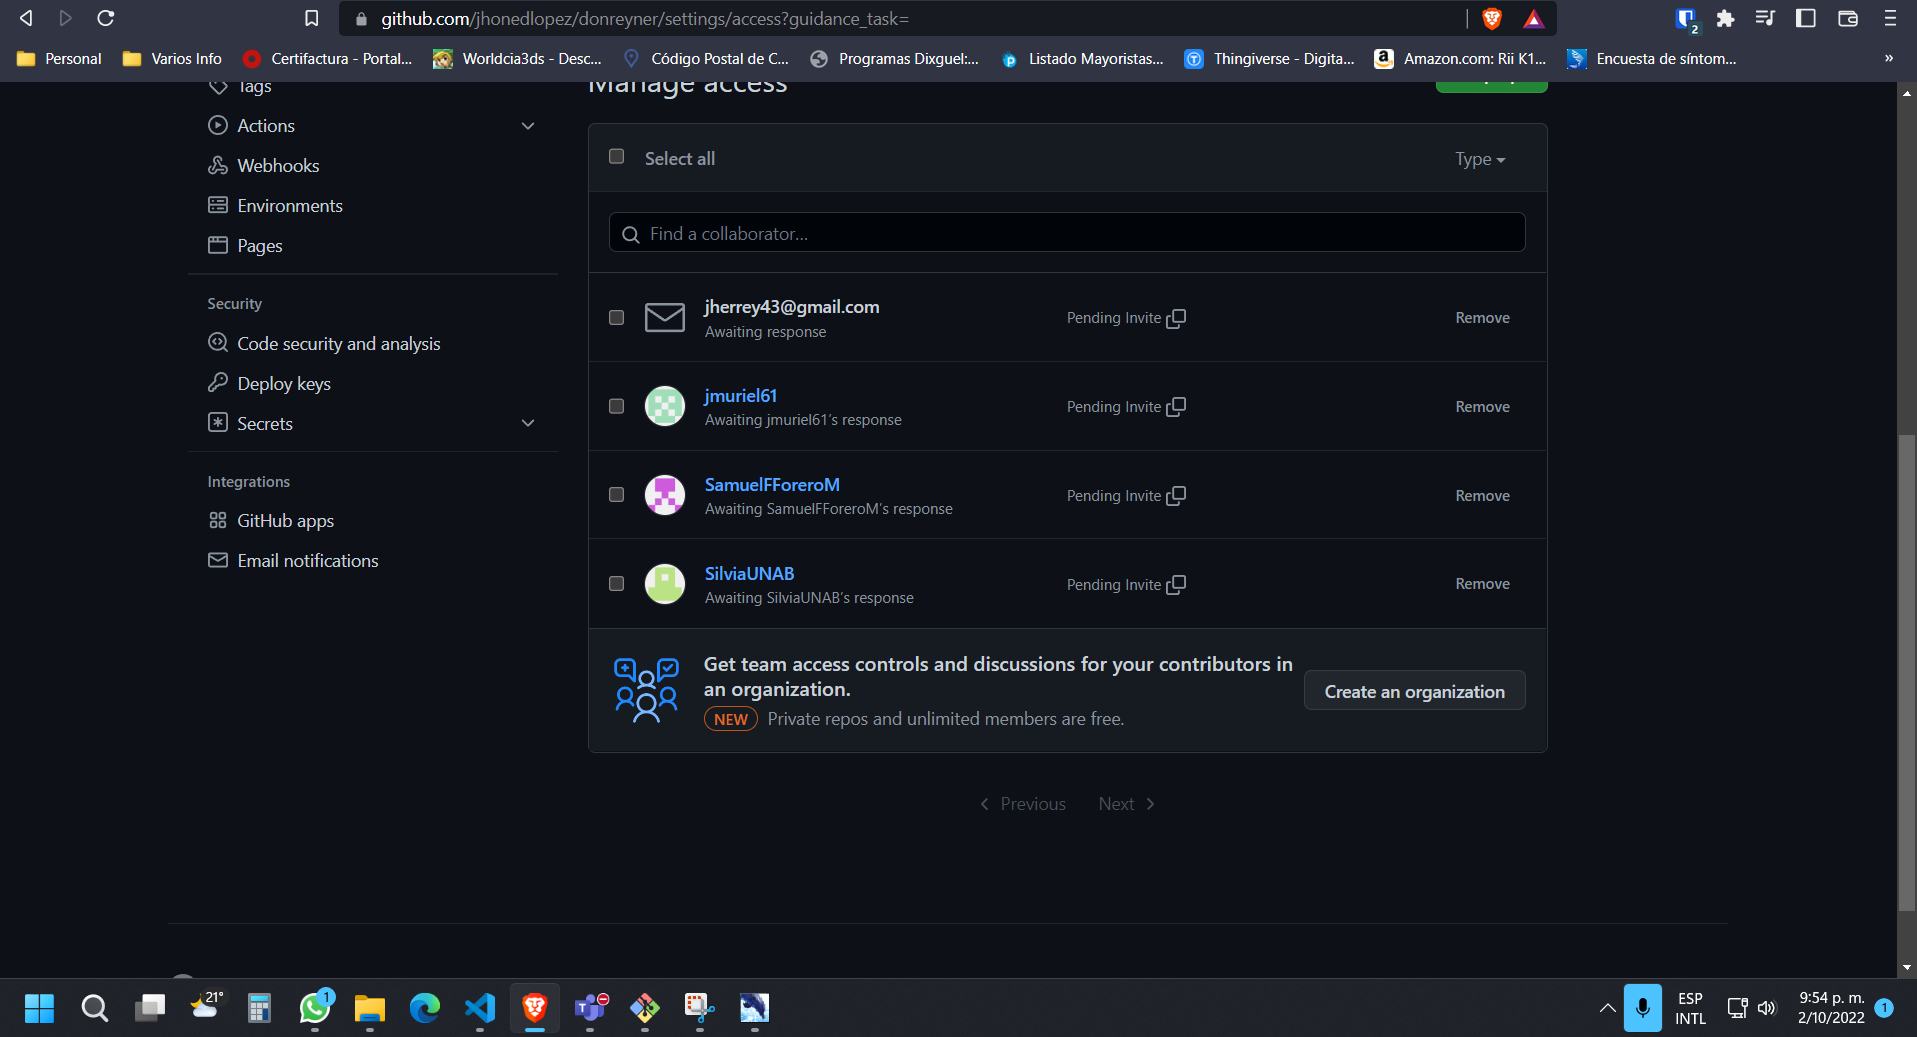 github.com/jhonedlopez/donreyner/settings/access?guidance_task=
2
Personal
Varios Info
Certifactura - Portal...
Worldcia3ds - Desc...
Código Postal de C...
Programas Dixguel:...
Listado Mayoristas...
Thingiverse - Digita...
Amazon.com: Rii K1...
Encuesta de síntom...
»
Tags
Actions
Webhooks
Environments
Pages
Security
Code security and analysis
Deploy keys
Secrets
Integrations
GitHub apps
Email notifications
Manage access
Select all
Type
Find a collaborator...
jherrey43@gmail.com
Awaiting response
Pending Invite
Remove
jmuriel61
Awaiting jmuriel61's response
Pending Invite
Remove
SamuelFForeroM
Awaiting SamuelFForeroM's response
Pending Invite
Remove
SilviaUNAB
Awaiting SilviaUNAB's response
Pending Invite
Remove
Get team access controls and discussions for your contributors in
an organization.
NEW Private repos and unlimited members are free.
Create an organization
Previous
Next
21°
1
ESP
INTL
9:54 p. m.
2/10/2022
1